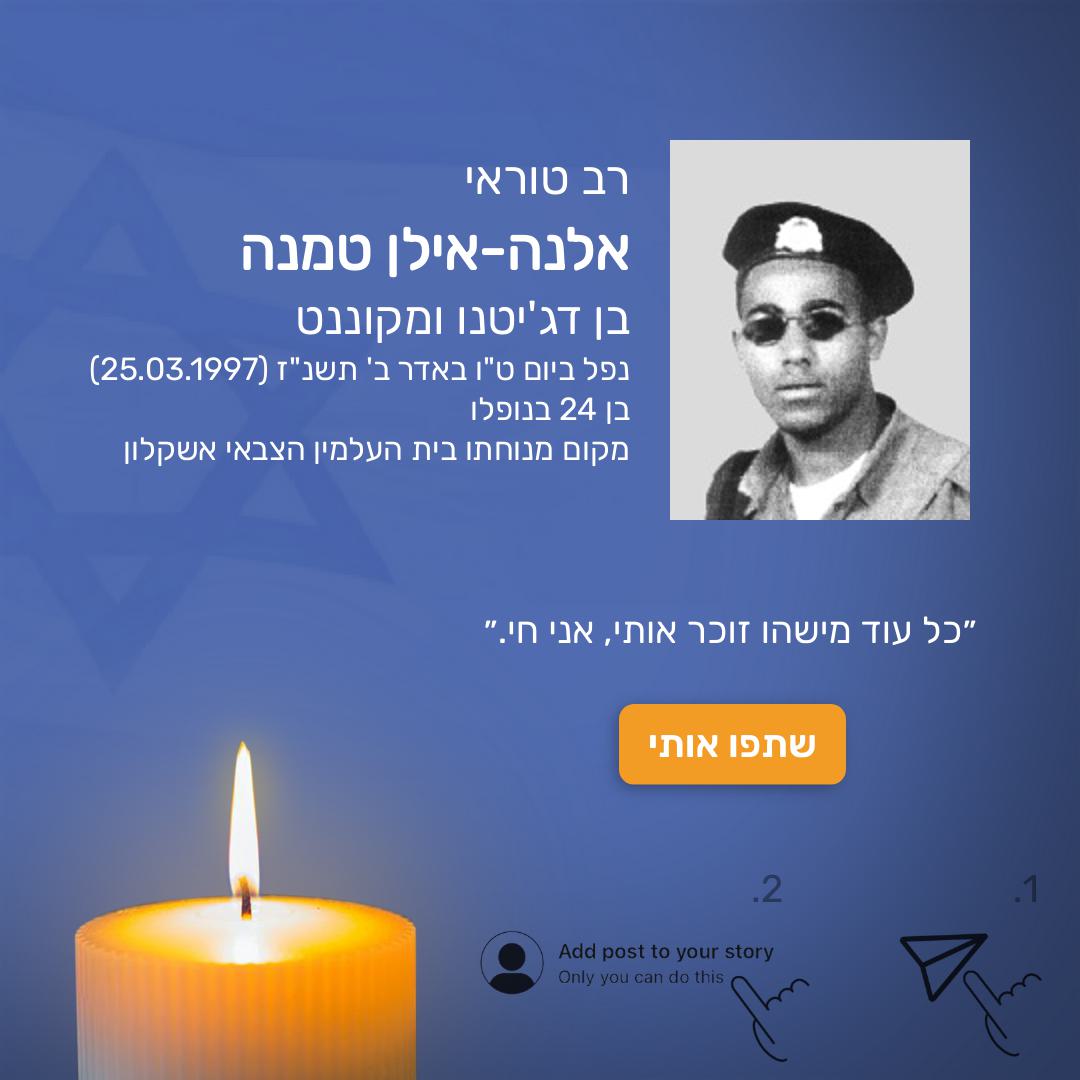 רב טוראי
אלנה-אילן טמנה
בן דג'יטנו ומקוננט
נפל ביום ט"ו באדר ב' תשנ"ז (25.03.1997)
בן 24 בנופלו
מקום מנוחתו בית העלמין הצבאי אשקלון
״כל עוד מישהו זוכר אותי, אני חי.״
שתפו אותי
1.
2.
Add post to your story
Only you can do this